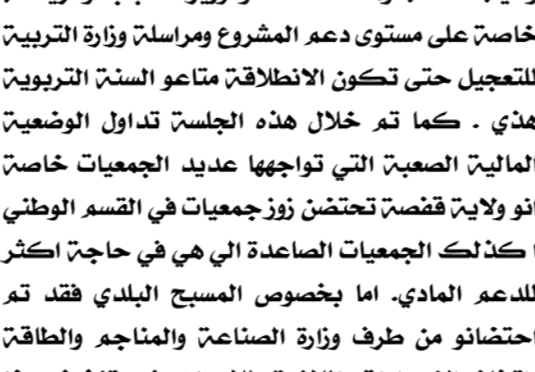 خاصة على مستوى دعم المشروع ومراسلة وزارة التربية
للتعجيل حتى تكون الانطلاقة متاعو السنة التربوية
هذي . كما تم خلال هذه الجلسة تداول الوضعية
المالية الصعبة التي تواجهها عديد الجمعيات خاصة
انو ولاية قفصة تحتضن زوز جمعيات في القسم الوطني
ا كذلك الجمعيات الصاعدة الي هي في حاجة اكثر
للدعم المادي. اما بخصوص المسبح البلدي فقد تم
احتضانو من طرف وزارة الصناعة والمناجم والطاقة